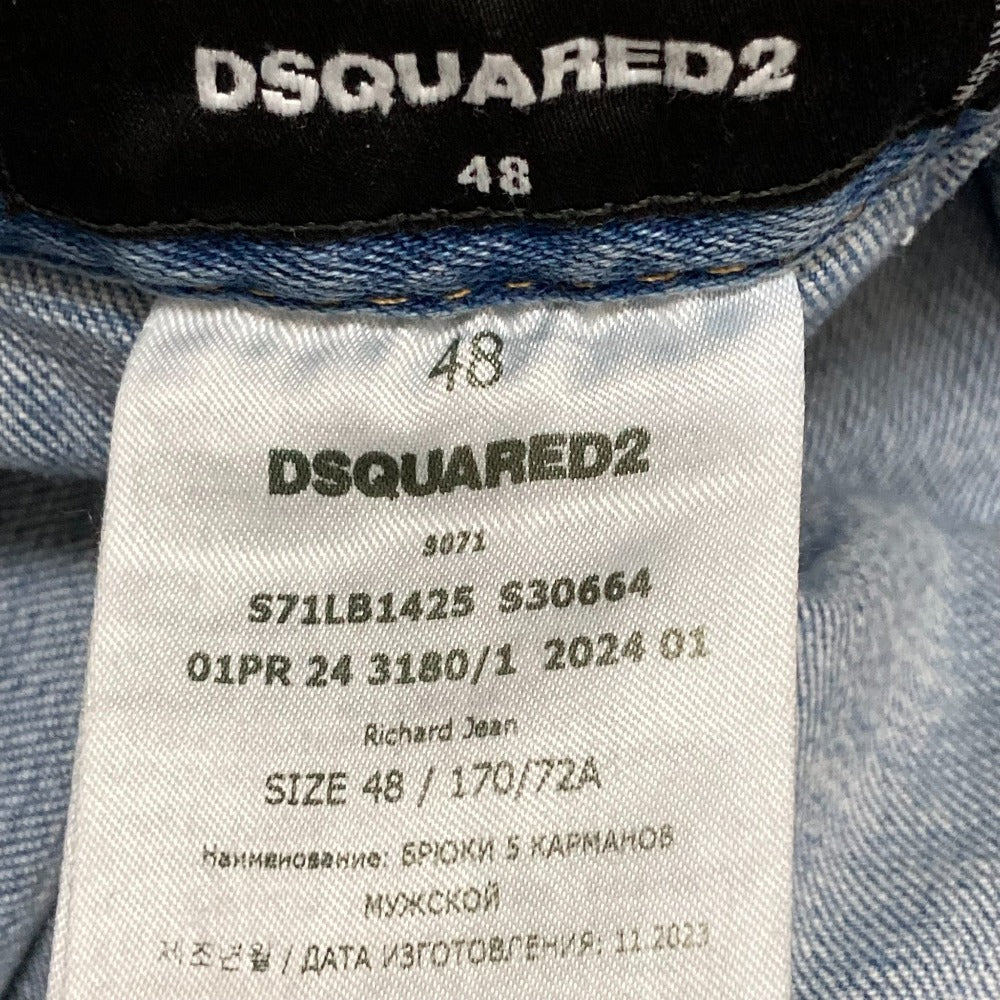 DSQUARED2
48
48
DSQUARED2
9071
S71LB1425 S30664
01PR 24 3180/1 2024 01
Richard Jean
SIZE 48 / 170/72A
Наименование: БРЮКИ 5 КАРМАНОВ
МУЖСКОЙ
제조년월 / ДАТА ИЗГОТОВЛЕНИЯ: 11.2023